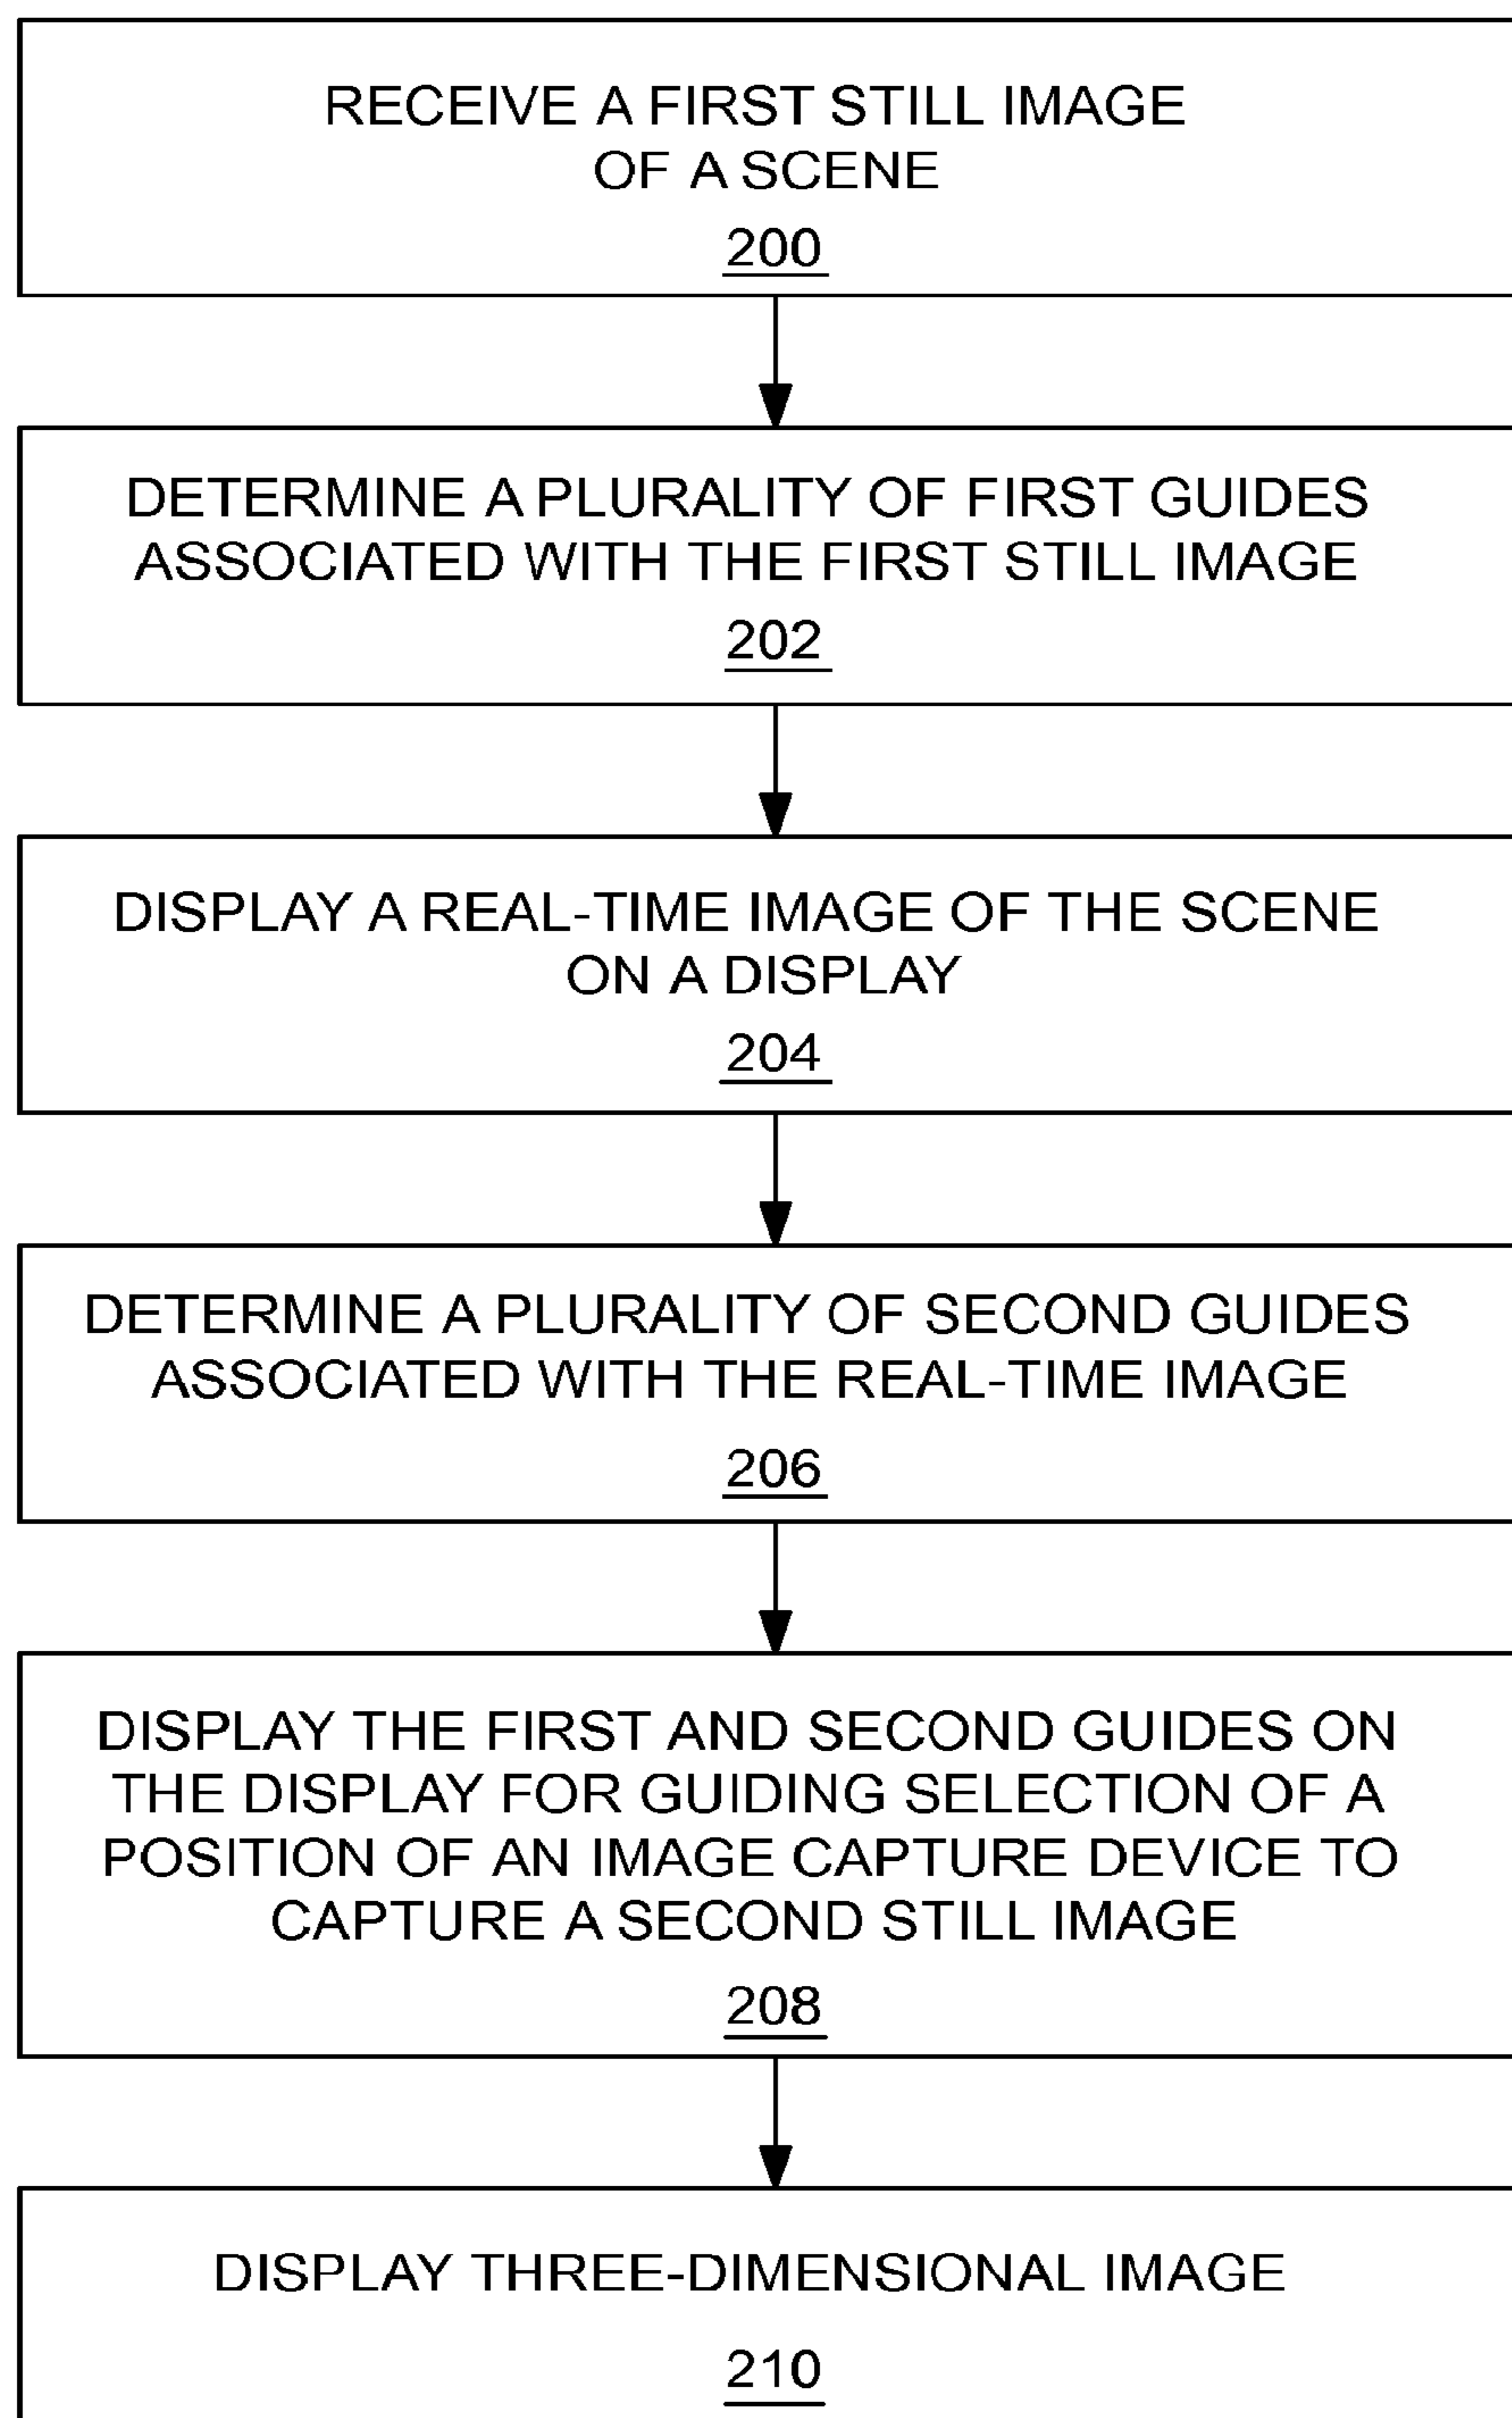 RECEIVE A FIRST STILL IMAGE
OF A SCENE
200
DETERMINE A PLURALITY OF FIRST GUIDES
ASSOCIATED WITH THE FIRST STILL IMAGE
202
DISPLAY A REAL-TIME IMAGE OF THE SCENE
ON A DISPLAY
204
DETERMINE A PLURALITY OF SECOND GUIDES
ASSOCIATED WITH THE REAL-TIME IMAGE
206
DISPLAY THE FIRST AND SECOND GUIDES ON
THE DISPLAY FOR GUIDING SELECTION OF A
POSITION OF AN IMAGE CAPTURE DEVICE TO
CAPTURE A SECOND STILL IMAGE
208
DISPLAY THREE-DIMENSIONAL IMAGE
210